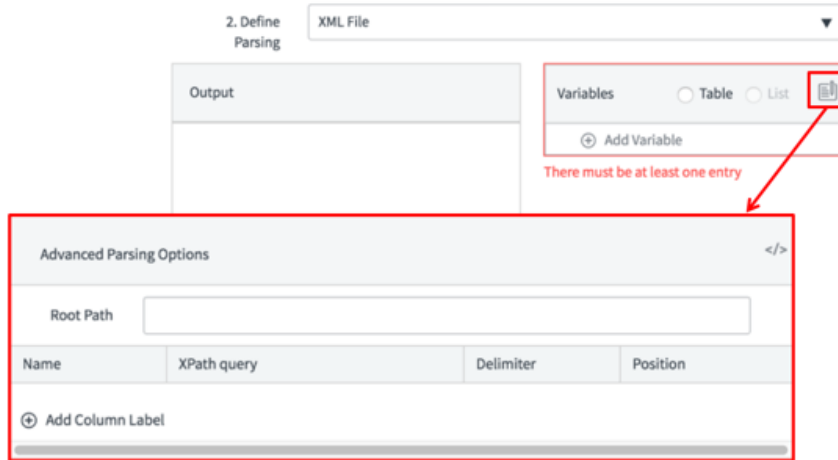 2. Define
Parsing
XML File
Output
Variables
Table
List
Add Variable
There must be at least one entry
Advanced Parsing Options
</>
Root Path
Name
XPath query
Delimiter
Position
Add Column Label